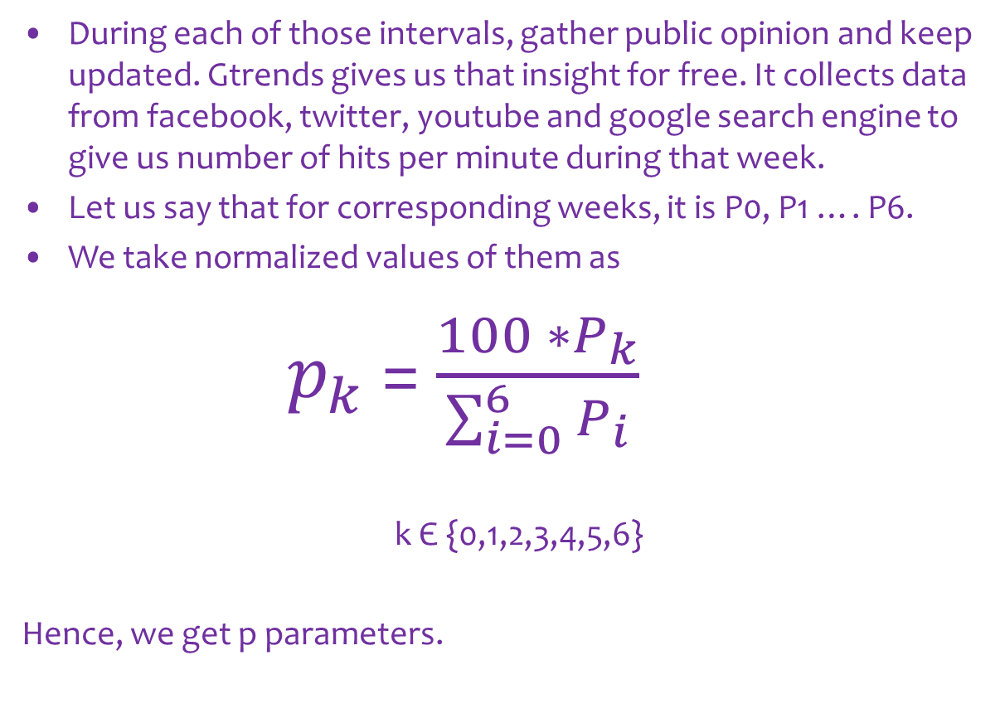 • During each of those intervals, gather public opinion and keep
updated. Gtrends gives us that insight for free. It collects data
from facebook, twitter, youtube and google search engine to
give us number of hits per minute during that week.
• Let us say that for corresponding weeks, it is P0, P1 .... P6.
• We take normalized values of them as
p_k = \frac{100 * P_k}{\sum_{i=0}^{6} P_i}
k ∈ {0,1,2,3,4,5,6}
Hence, we get p parameters.